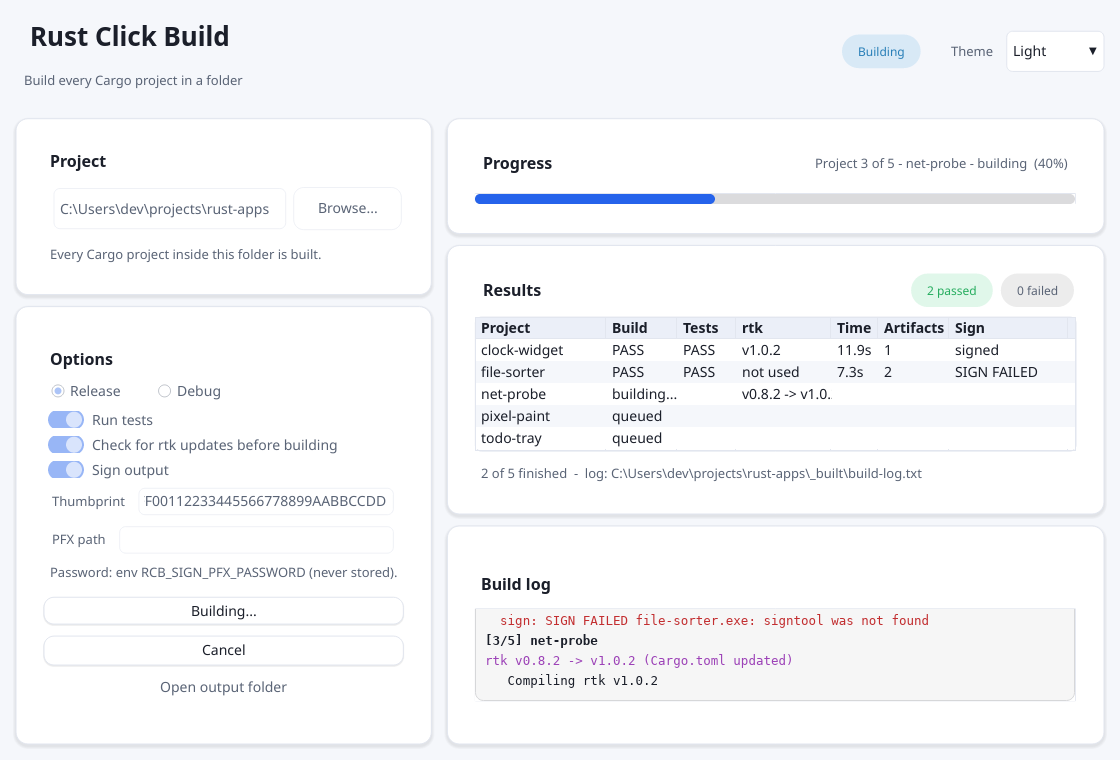 Rust Click Build
Build every Cargo project in a folder
Building
Theme
Light
Project
C:\Users\dev\projects\rust-apps
Browse...
Every Cargo project inside this folder is built.
Options
Release
Debug
Run tests
Check for rtk updates before building
Sign output
Thumbprint
F00112233445566778899AABBCCDD
PFX path
Password: env RCB_SIGN_PFX_PASSWORD (never stored).
Building...
Cancel
Open output folder
Progress
Project 3 of 5 - net-probe - building (40%)
Results
2 passed
0 failed
Project Build Tests rtk Time Artifacts Sign
clock-widget PASS PASS v1.0.2 11.9s 1 signed
file-sorter PASS PASS not used 7.3s 2 SIGN FAILED
net-probe building... v0.8.2 -> v1.0.
pixel-paint queued
todo-tray queued
2 of 5 finished - log: C:\Users\dev\projects\rust-apps\_built\build-log.txt
Build log
sign: SIGN FAILED file-sorter.exe: signtool was not found
[3/5] net-probe
rtk v0.8.2 -> v1.0.2 (Cargo.toml updated)
Compiling rtk v1.0.2